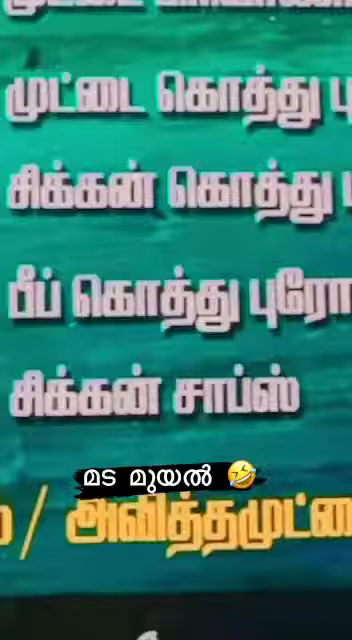 முட்டை கொத்து
சிக்கன் கொத்து
பீப் கொத்து புரோ
சிக்கன் சாப்ஸ்
മട മുയൽ 🤣
/ அவித்தமுட்டை